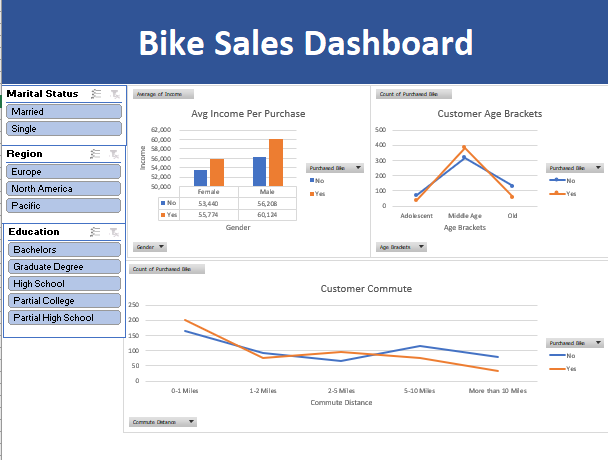 Bike Sales Dashboard
Marital Status
Married
Single
Region
Europe
North America
Pacific
Education
Bachelors
Graduate Degree
High School
Partial College
Partial High School
Average of Income
Avg Income Per Purchase
Income
62,000
60,000
58,000
56,000
54,000
52,000
50,000
Female Male
No 53,440 56,208
Yes 55,774 60,124
Gender
Purchased Bike
No
Yes
Gender
Count of Purchased Bike
Customer Age Brackets
500
400
300
200
100
0
Adolescent Middle Age Old
Age Brackets
Purchased Bike
No
Yes
Age Brackets
Count of Purchased Bike
Customer Commute
250
200
150
100
50
0
0-1 Miles 1-2 Miles 2-5 Miles 5-10 Miles More than 10 Miles
Commute Distance
Purchased Bike
No
Yes
Commute Distance